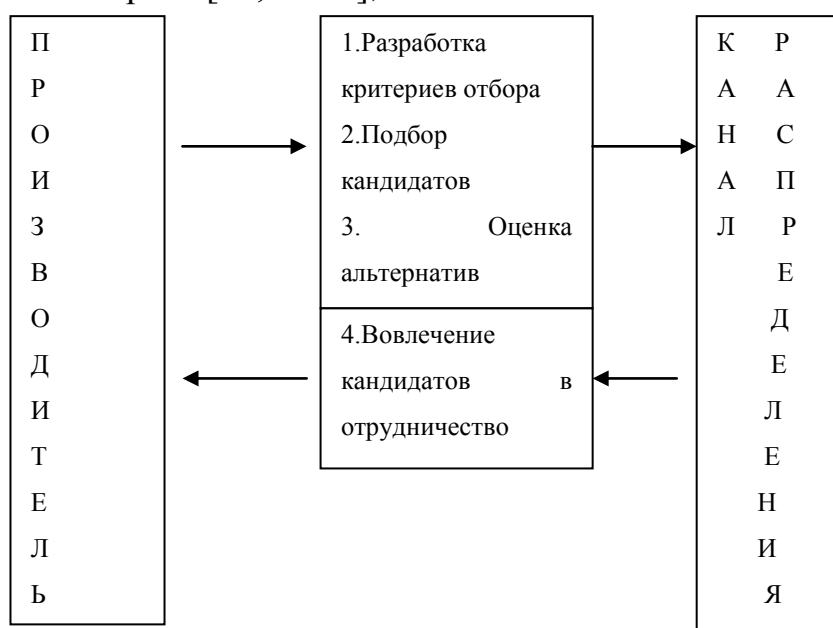 ПРОИЗВОДИТЕЛЬ
1.Разработка
критериев отбора
2.Подбор
кандидатов
3. Оценка
альтернатив
4.Вовлечение
кандидатов в
отрудничество
КАНАЛ
РАСПРЕДЕЛЕНИЯ